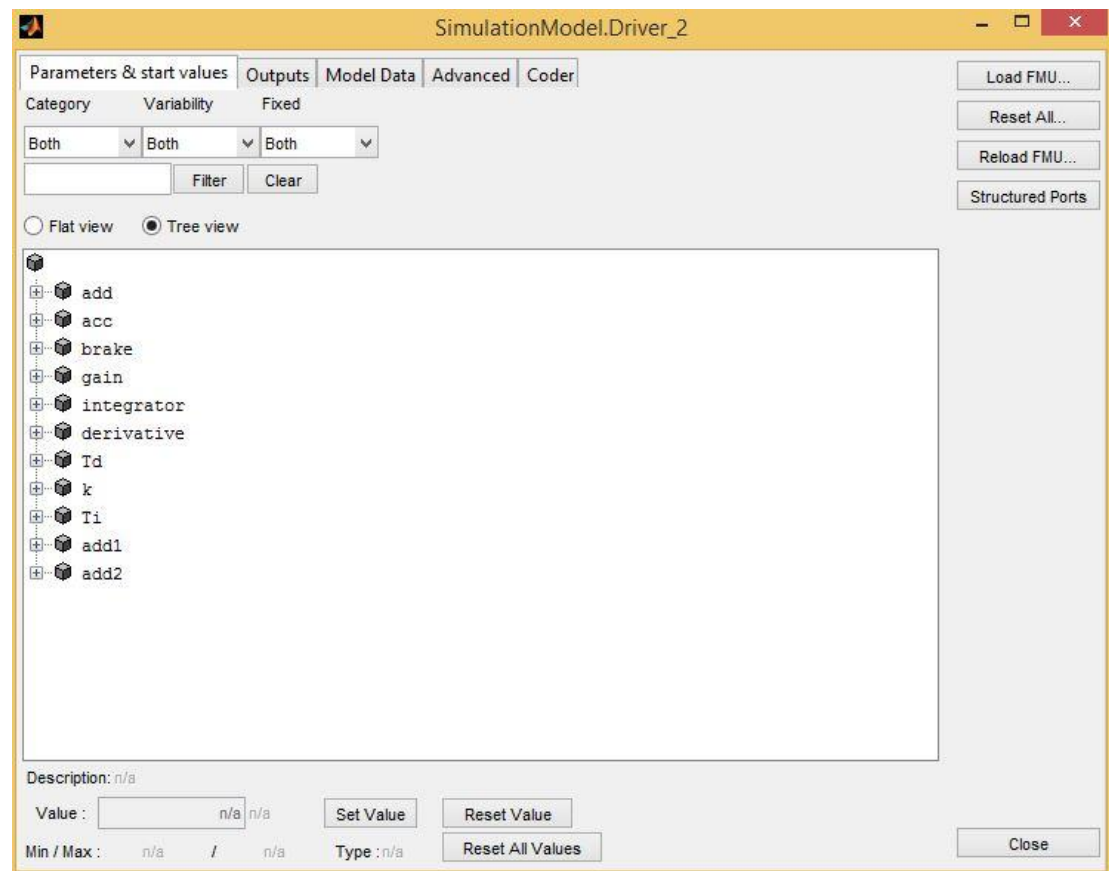 SimulationModel.Driver_2
Parameters & start values Outputs Model Data Advanced Coder
Load FMU...
Category Variability Fixed
Reset All...
Both Both Both
Reload FMU...
Filter Clear
Structured Ports
Flat view Tree view
add
acc
brake
gain
integrator
derivative
Td
k
Ti
add1
add2
Description: n/a
Value : n/a n/a Set Value Reset Value
Min / Max : n/a / n/a Type : n/a Reset All Values
Close